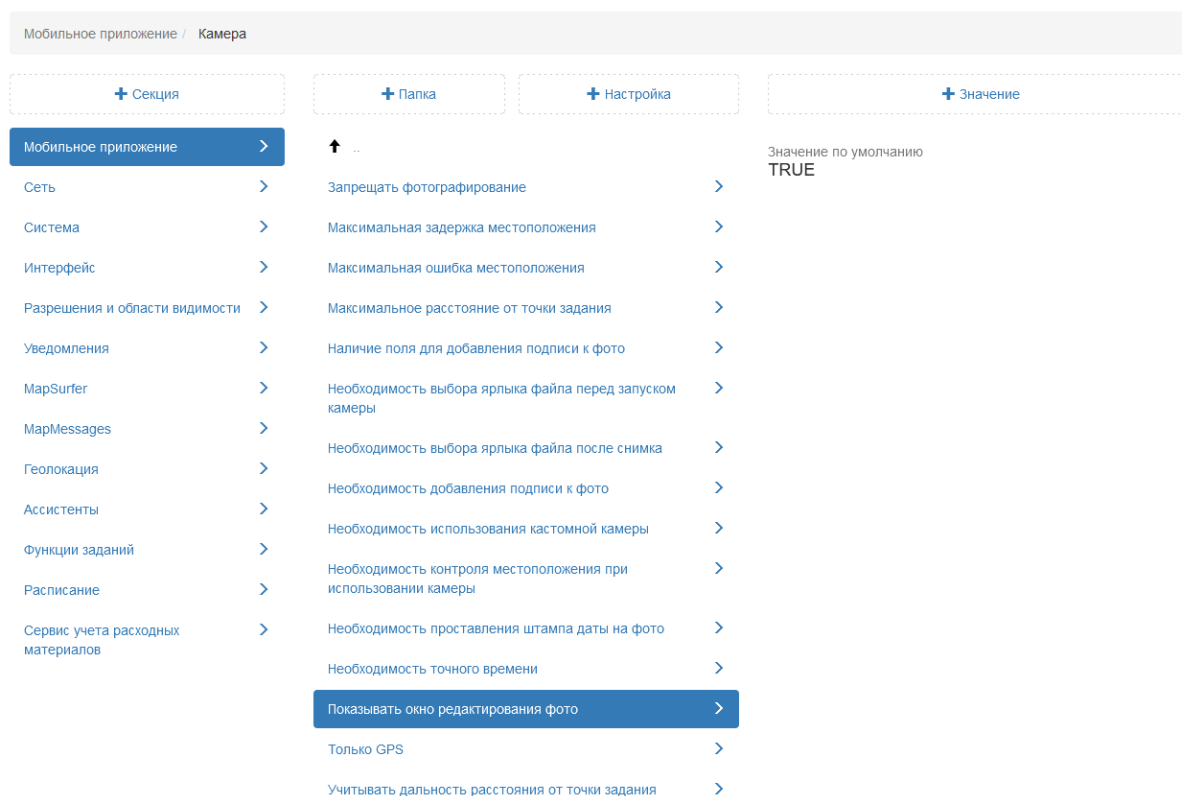 Мобильное приложение / Камера
+ Секция
+ Папка
+ Настройка
+ Значение
Мобильное приложение
Сеть
Система
Интерфейс
Разрешения и области видимости
Уведомления
MapSurfer
MapMessages
Геолокация
Ассистенты
Функции заданий
Расписание
Сервис учета расходных
материалов
..
Запрещать фотографирование
Максимальная задержка местоположения
Максимальная ошибка местоположения
Максимальное расстояние от точки задания
Наличие поля для добавления подписи к фото
Необходимость выбора ярлыка файла перед запуском
камеры
Необходимость выбора ярлыка файла после снимка
Необходимость добавления подписи к фото
Необходимость использования кастомной камеры
Необходимость контроля местоположения при
использовании камеры
Необходимость проставления штампа даты на фото
Необходимость точного времени
Показывать окно редактирования фото
Только GPS
Учитывать дальность расстояния от точки задания
Значение по умолчанию
TRUE